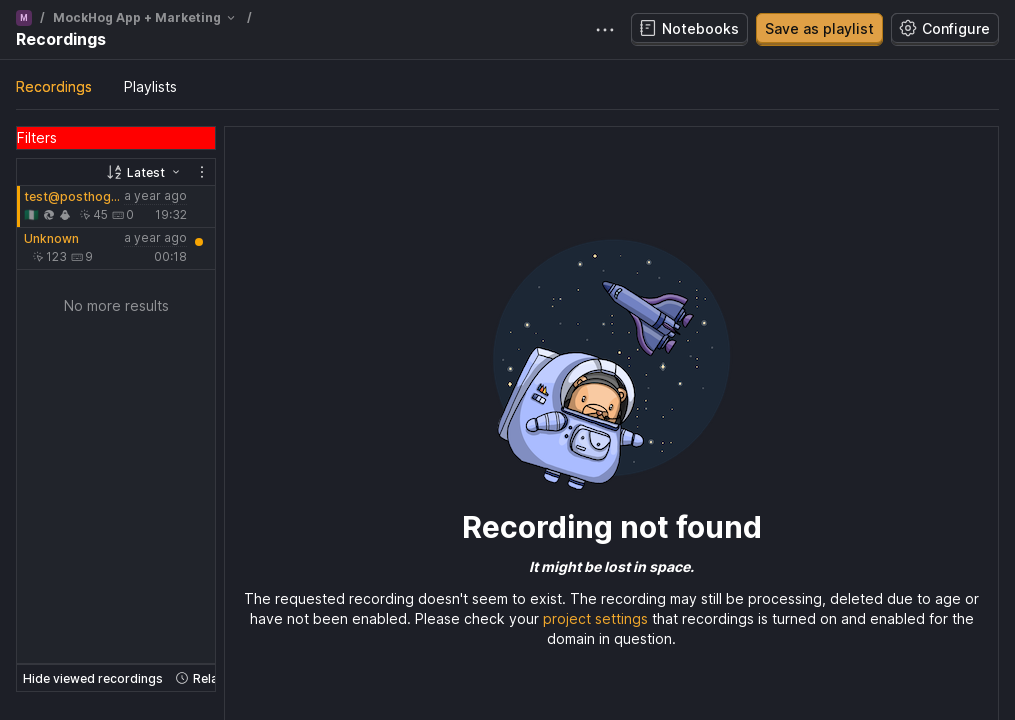 M / MockHog App + Marketing /
Recordings
Notebooks
Save as playlist
Configure
Recordings
Playlists
Filters
Latest
test@posthog...
a year ago
45
0
19:32
Unknown
a year ago
123
9
00:18
No more results
Hide viewed recordings
Rela
Recording not found
It might be lost in space.
The requested recording doesn't seem to exist. The recording may still be processing, deleted due to age or
have not been enabled. Please check your project settings that recordings is turned on and enabled for the
domain in question.